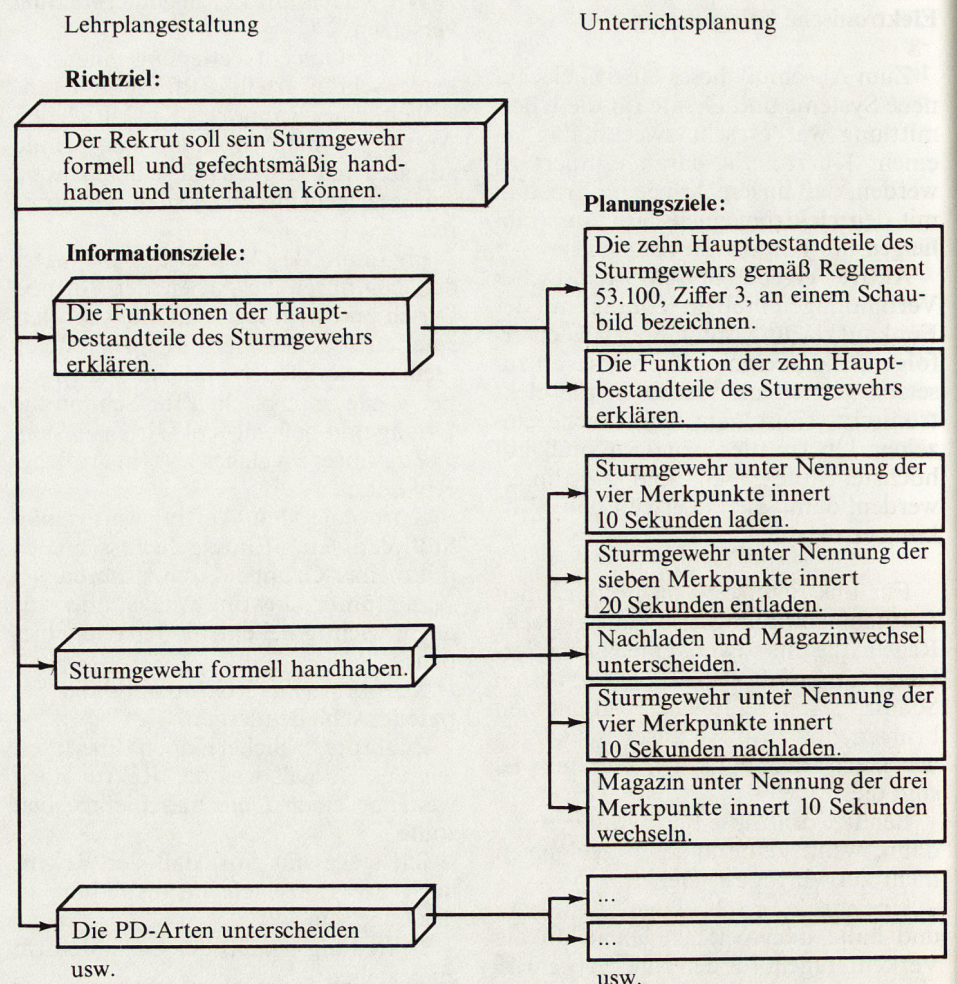 Lehrplangestaltung
Unterrichtsplanung
Richtziel:
Der Rekrut soll sein Sturmgewehr
formell und gefechtsmäßig hand-
haben und unterhalten können.
Informationsziele:
Die Funktionen der Haupt-
bestandteile des Sturmgewehrs
erklären.
Planungsziele:
Die zehn Hauptbestandteile des
Sturmgewehrs gemäß Reglement
53.100, Ziffer 3, an einem Schau-
bild bezeichnen.
Die Funktion der zehn Haupt-
bestandteile des Sturmgewehrs
erklären.
Sturmgewehr formell handhaben.
Sturmgewehr unter Nennung der
vier Merkpunkte innert
10 Sekunden laden.
Sturmgewehr unter Nennung der
sieben Merkpunkte innert
20 Sekunden entladen.
Nachladen und Magazinwechsel
unterscheiden.
Sturmgewehr unter Nennung der
vier Merkpunkte innert
10 Sekunden nachladen.
Magazin unter Nennung der drei
Merkpunkte innert 10 Sekunden
wechseln.
Die PD-Arten unterscheiden
usw.
...
...
usw.